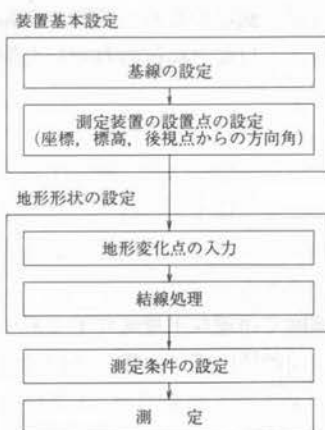 装置基本設定
基線の設定
測定装置の設置点の設定
(座標，標高，後視点からの方向角)
地形形状の設定
地形変化点の入力
結線処理
測定条件の設定
測　定